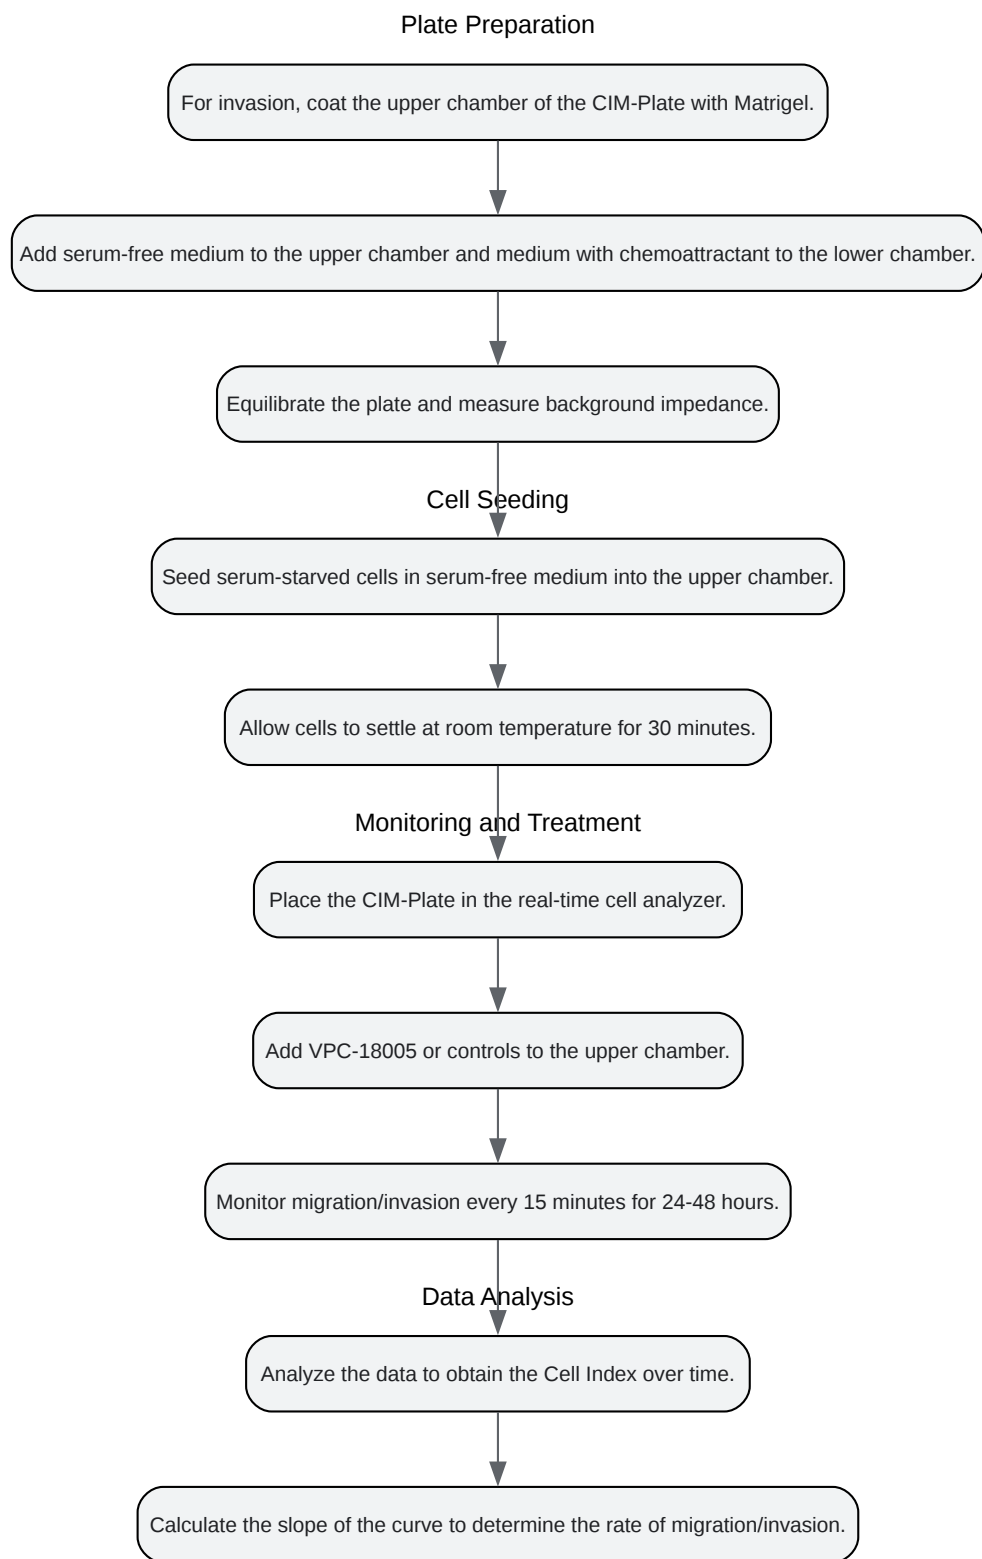 Plate Preparation
For invasion, coat the upper chamber of the CIM-Plate with Matrigel.
Add serum-free medium to the upper chamber and medium with chemoattractant to the lower chamber.
Equilibrate the plate and measure background impedance.
Cell Seeding
Seed serum-starved cells in serum-free medium into the upper chamber.
Allow cells to settle at room temperature for 30 minutes.
Monitoring and Treatment
Place the CIM-Plate in the real-time cell analyzer.
Add VPC-18005 or controls to the upper chamber.
Monitor migration/invasion every 15 minutes for 24-48 hours.
Data Analysis
Analyze the data to obtain the Cell Index over time.
Calculate the slope of the curve to determine the rate of migration/invasion.